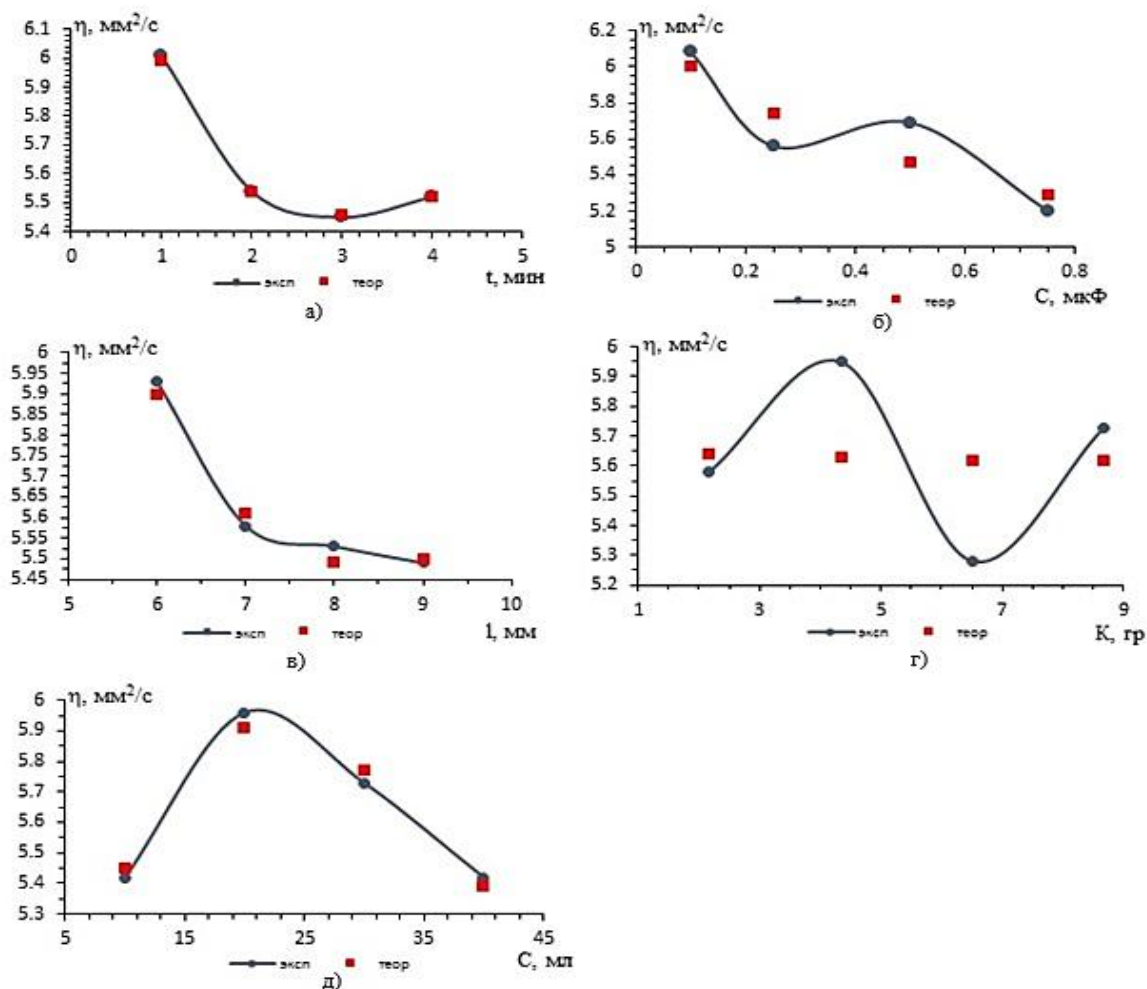 η, мм²/с
6.1
6
5.9
5.8
5.7
5.6
5.5
5.4
0 1 2 3 4 5
t, мин
эксп теор
а)
η, мм²/с
6.2
6
5.8
5.6
5.4
5.2
5
0 0.2 0.4 0.6 0.8
С, мкФ
эксп теор
б)
η, мм²/с
6
5.95
5.9
5.85
5.8
5.75
5.7
5.65
5.6
5.55
5.5
5.45
5 6 7 8 9 10
l, мм
эксп теор
в)
η, мм²/с
6
5.9
5.8
5.7
5.6
5.5
5.4
5.3
5.2
1 3 5 7 9
К, гр
эксп теор
г)
η, мм²/с
6
5.9
5.8
5.7
5.6
5.5
5.4
5.3
5 15 25 35 45
С, мл
эксп теор
д)